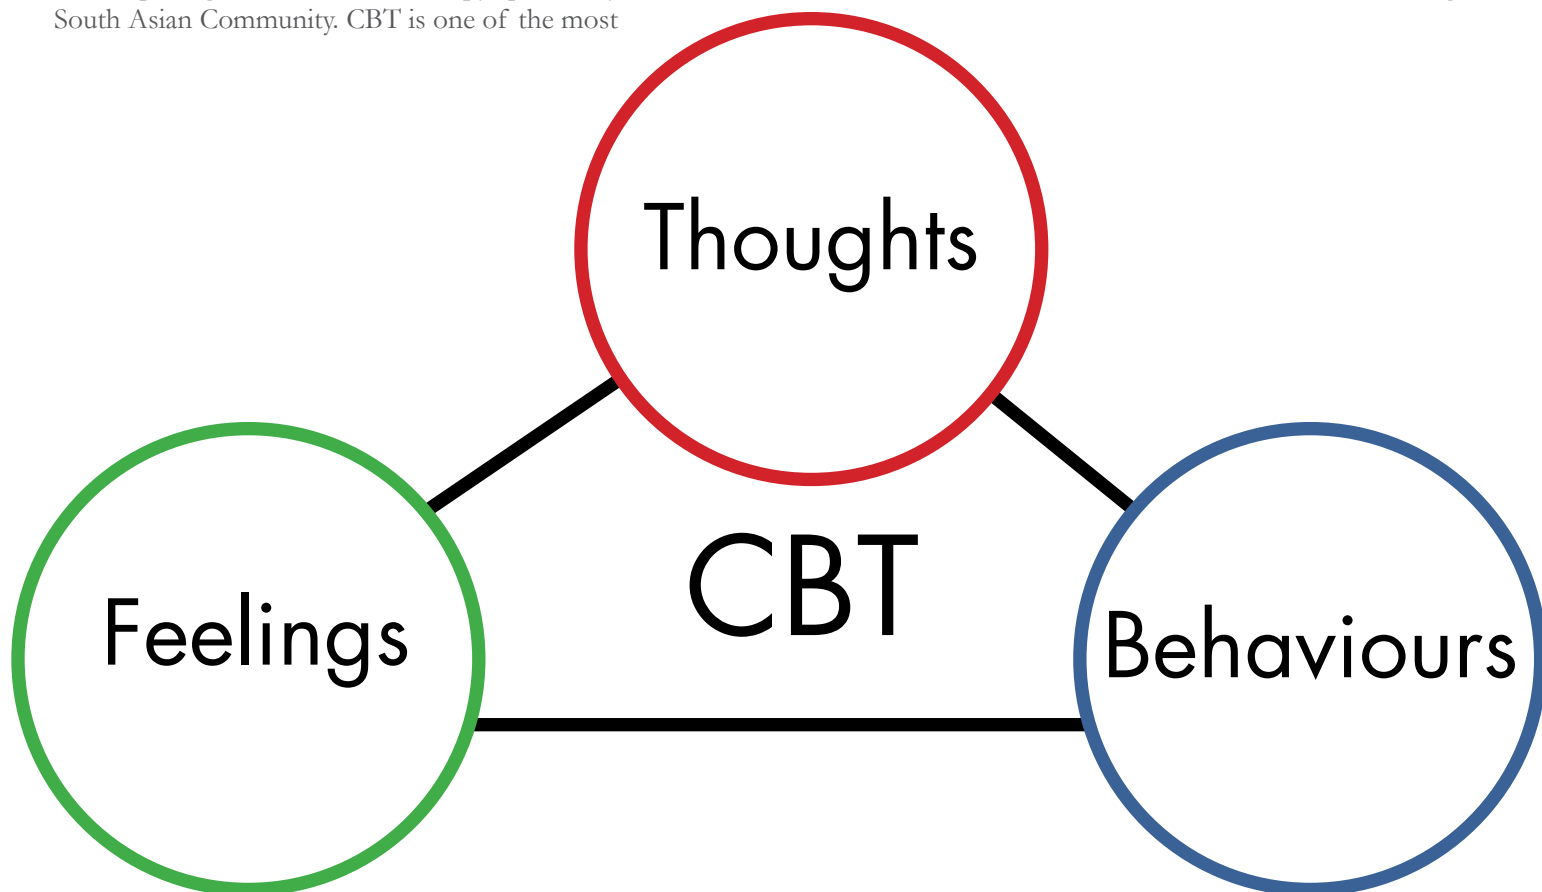 South Asian Community. CBT is one of the most
Thoughts
CBT
Feelings
Behaviours